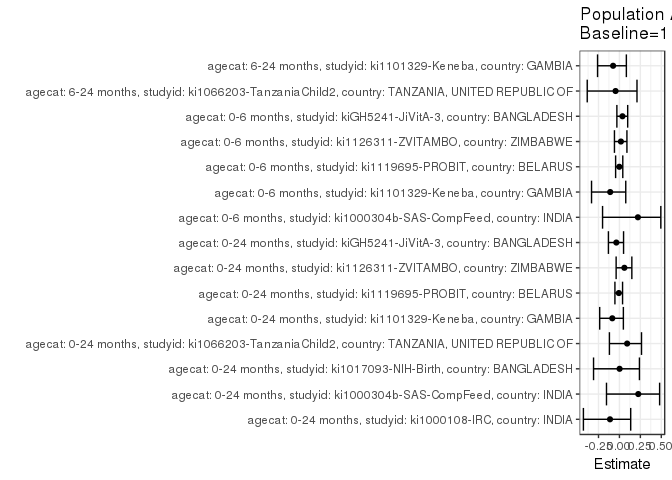 Population
Baseline=1
agecat: 6-24 months, studyid: ki1101329-Keneba, country: GAMBIA
agecat: 6-24 months, studyid: ki1066203-TanzaniaChild2, country: TANZANIA, UNITED REPUBLIC OF
agecat: 0-6 months, studyid: kiGH5241-JiVitA-3, country: BANGLADESH
agecat: 0-6 months, studyid: ki1126311-ZVITAMBO, country: ZIMBABWE
agecat: 0-6 months, studyid: ki1119695-PROBIT, country: BELARUS
agecat: 0-6 months, studyid: ki1101329-Keneba, country: GAMBIA
agecat: 0-6 months, studyid: ki1000304b-SAS-CompFeed, country: INDIA
agecat: 0-24 months, studyid: kiGH5241-JiVitA-3, country: BANGLADESH
agecat: 0-24 months, studyid: ki1126311-ZVITAMBO, country: ZIMBABWE
agecat: 0-24 months, studyid: ki1119695-PROBIT, country: BELARUS
agecat: 0-24 months, studyid: ki1101329-Keneba, country: GAMBIA
agecat: 0-24 months, studyid: ki1066203-TanzaniaChild2, country: TANZANIA, UNITED REPUBLIC OF
agecat: 0-24 months, studyid: ki1017093-NIH-Birth, country: BANGLADESH
agecat: 0-24 months, studyid: ki1000304b-SAS-CompFeed, country: INDIA
agecat: 0-24 months, studyid: ki1000108-IRC, country: INDIA
-0.25 0.00 0.25 0.50
Estimate